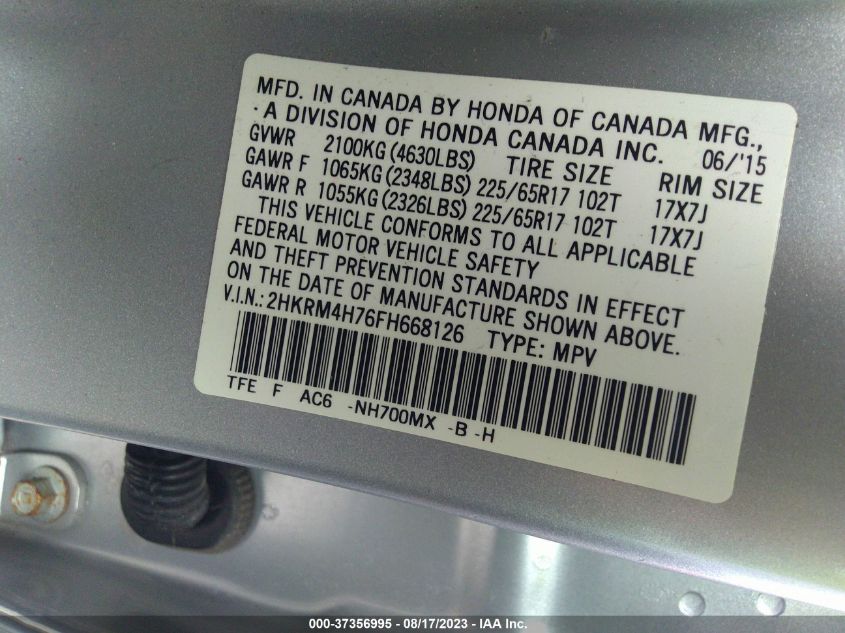 MFD. IN CANADA BY HONDA OF CANADA MFG.,
A DIVISION OF HONDA CANADA INC. 06/'15
GVWR 2100KG (4630LBS) TIRE SIZE RIM SIZE
GAWR F 1065KG (2348LBS) 225/65R17 102T 17X7J
GAWR R 1055KG (2326LBS) 225/65R17 102T 17X7J
THIS VEHICLE CONFORMS TO ALL APPLICABLE
FEDERAL MOTOR VEHICLE SAFETY
AND THEFT PREVENTION STANDARDS IN EFFECT
ON THE DATE OF MANUFACTURE SHOWN ABOVE.
V.I.N.: 2HKRM4H76FH668126 TYPE: MPV
TFE F AC6 -NH700MX -B -H
000-37356995 - 08/17/2023 - IAA Inc.